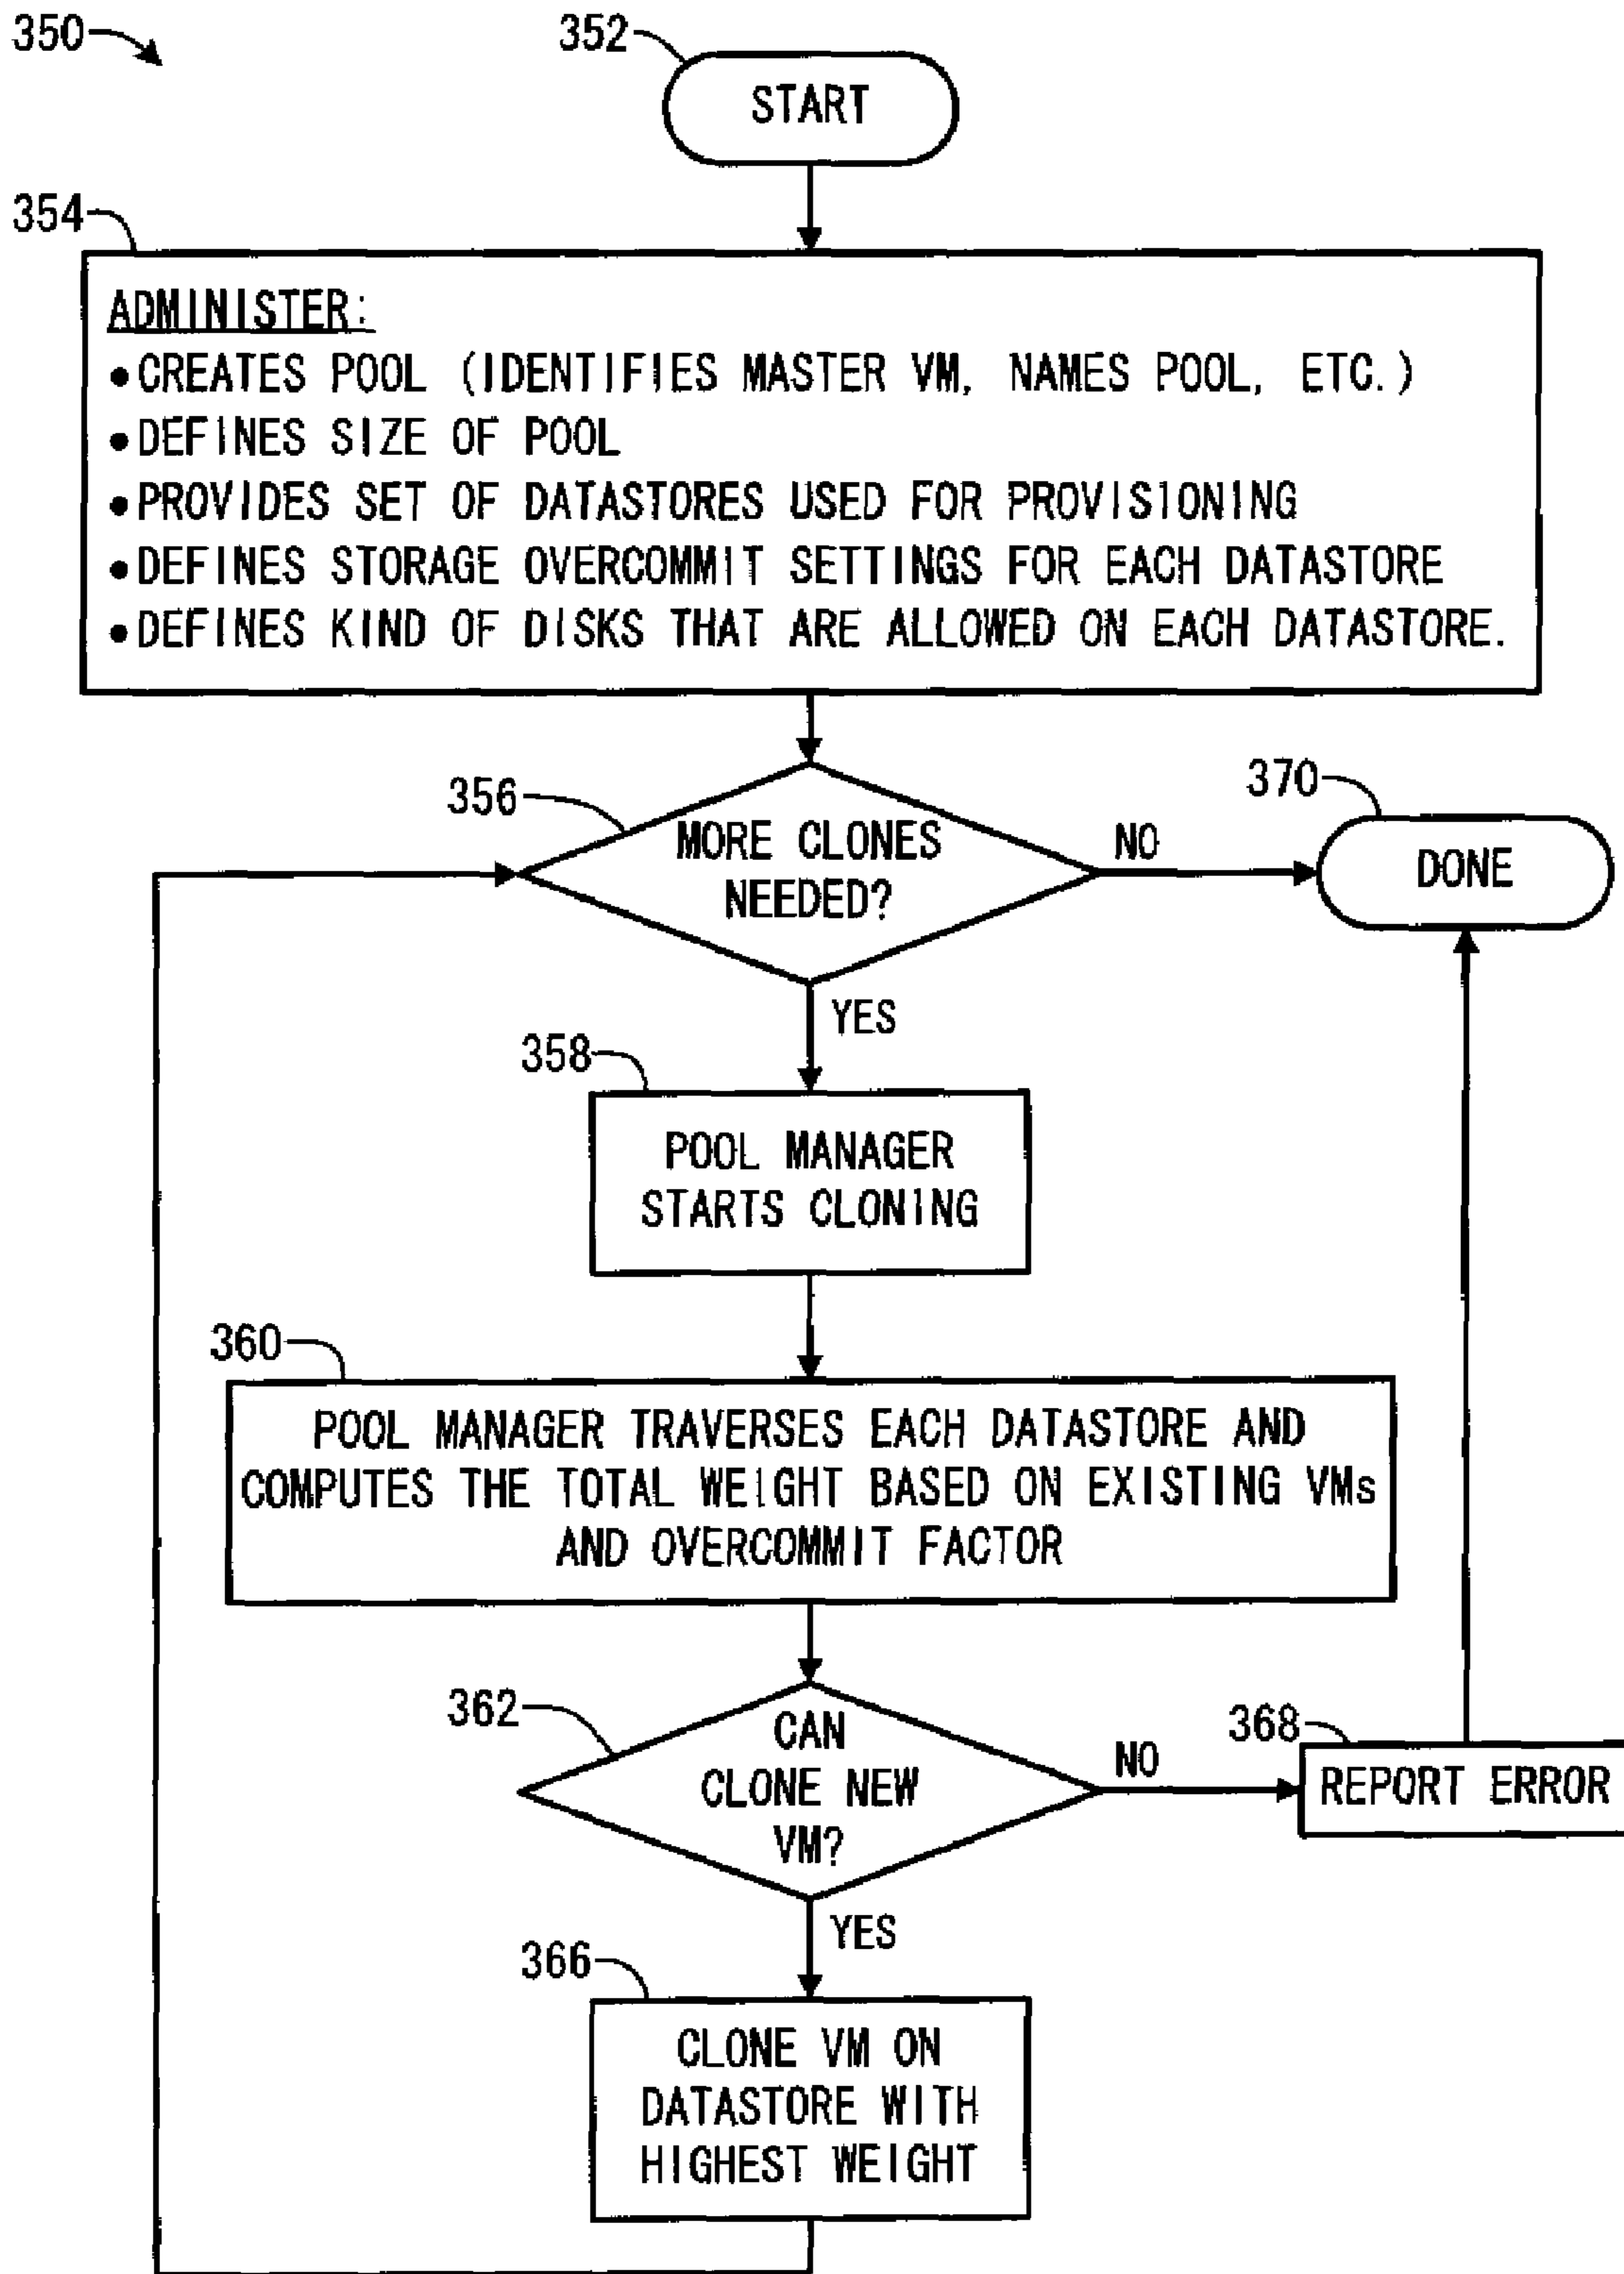 350
352
START
354
ADMINISTER:
•CREATES POOL (IDENTIFIES MASTER VM, NAMES POOL, ETC.)
•DEFINES SIZE OF POOL
•PROVIDES SET OF DATASTORES USED FOR PROVISIONING
•DEFINES STORAGE OVERCOMMIT SETTINGS FOR EACH DATASTORE
•DEFINES KIND OF DISKS THAT ARE ALLOWED ON EACH DATASTORE.
356
MORE CLONES
NEEDED?
NO
370
DONE
YES
358
POOL MANAGER
STARTS CLONING
360
POOL MANAGER TRAVERSES EACH DATASTORE AND
COMPUTES THE TOTAL WEIGHT BASED ON EXISTING VMs
AND OVERCOMMIT FACTOR
362
CAN
CLONE NEW
VM?
NO
368
REPORT ERROR
YES
366
CLONE VM ON
DATASTORE WITH
HIGHEST WEIGHT